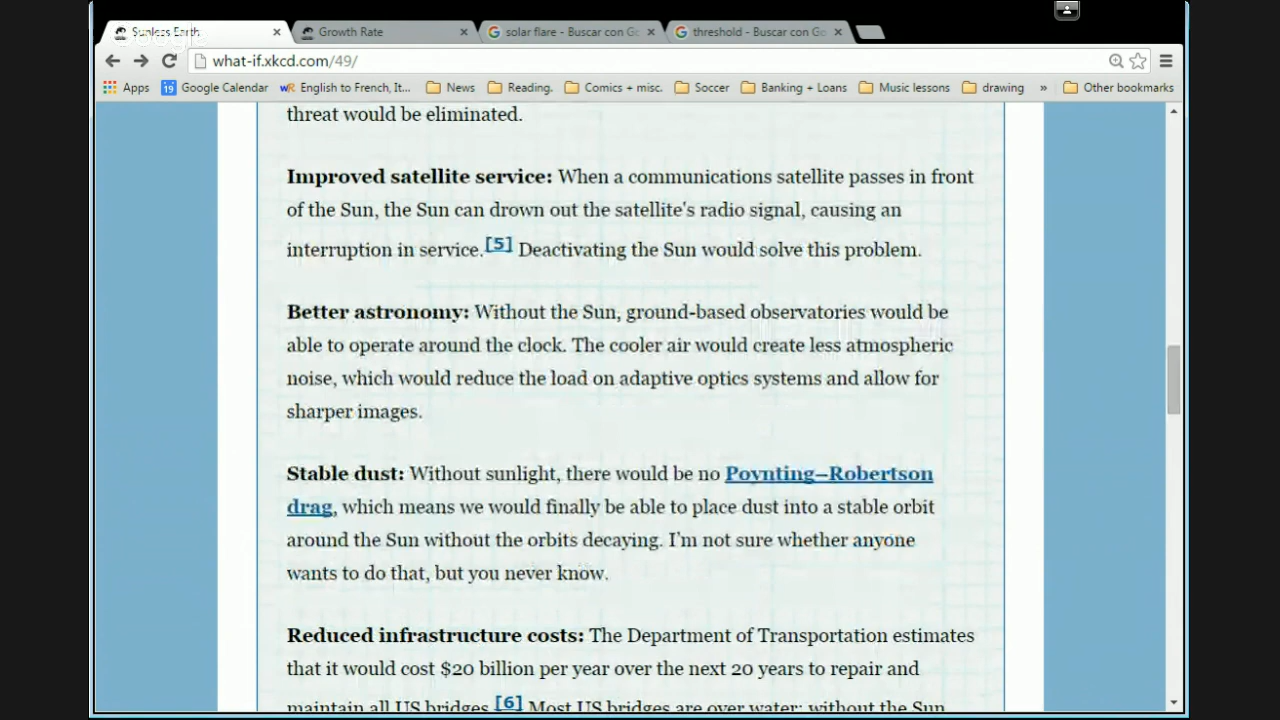 Sunless Earth
Growth Rate
solar flare - Buscar con Go
threshold - Buscar con Go
what-if.xkcd.com/49/
Apps
19
Google Calendar
wR English to French, It...
News
Reading.
Comics + misc.
Soccer
Banking + Loans
Music lessons
drawing
»
Other bookmarks
threat would be eliminated.
Improved satellite service: When a communications satellite passes in front
of the Sun, the Sun can drown out the satellite's radio signal, causing an
interruption in service.[5] Deactivating the Sun would solve this problem.
Better astronomy: Without the Sun, ground-based observatories would be
able to operate around the clock. The cooler air would create less atmospheric
noise, which would reduce the load on adaptive optics systems and allow for
sharper images.
Stable dust: Without sunlight, there would be no Poynting–Robertson
drag, which means we would finally be able to place dust into a stable orbit
around the Sun without the orbits decaying. I'm not sure whether anyone
wants to do that, but you never know.
Reduced infrastructure costs: The Department of Transportation estimates
that it would cost $20 billion per year over the next 20 years to repair and
maintain all US bridges.[6] Most US bridges are over water; without the Sun